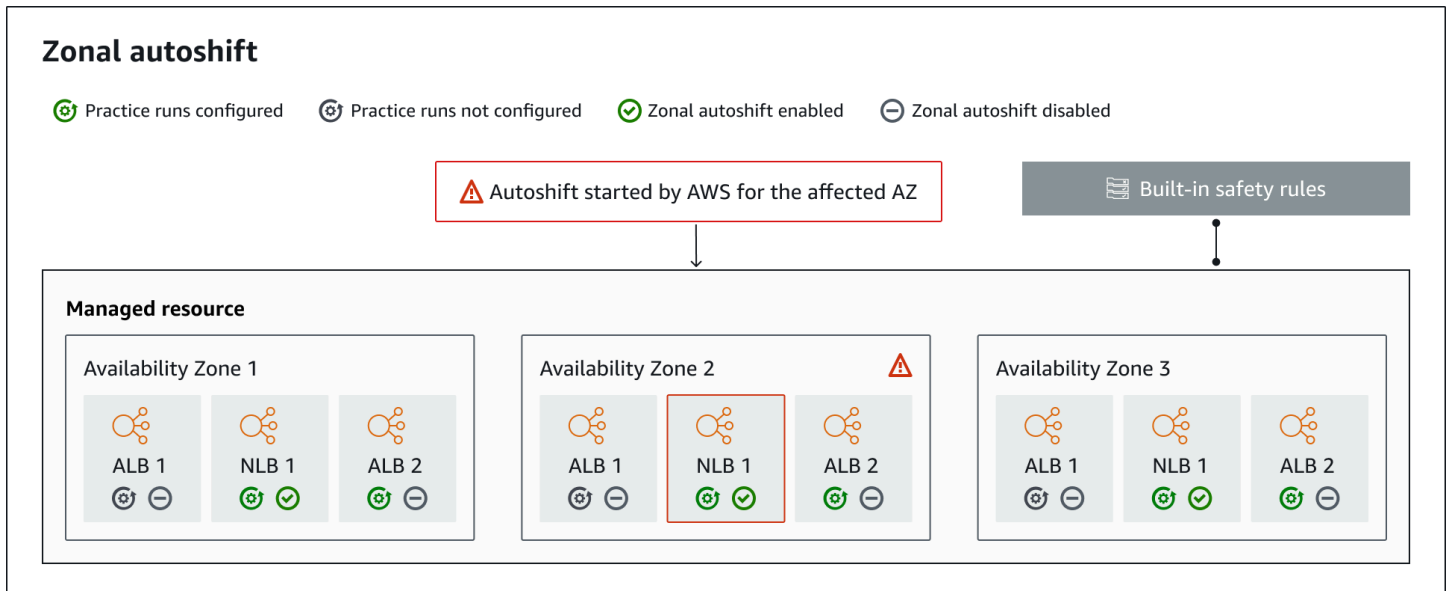 Zonal autoshift
Practice runs configured
Practice runs not configured
Zonal autoshift enabled
Zonal autoshift disabled
Autoshift started by AWS for the affected AZ
Built-in safety rules
Managed resource
Availability Zone 1
ALB 1
NLB 1
ALB 2
Availability Zone 2
ALB 1
NLB 1
ALB 2
Availability Zone 3
ALB 1
NLB 1
ALB 2